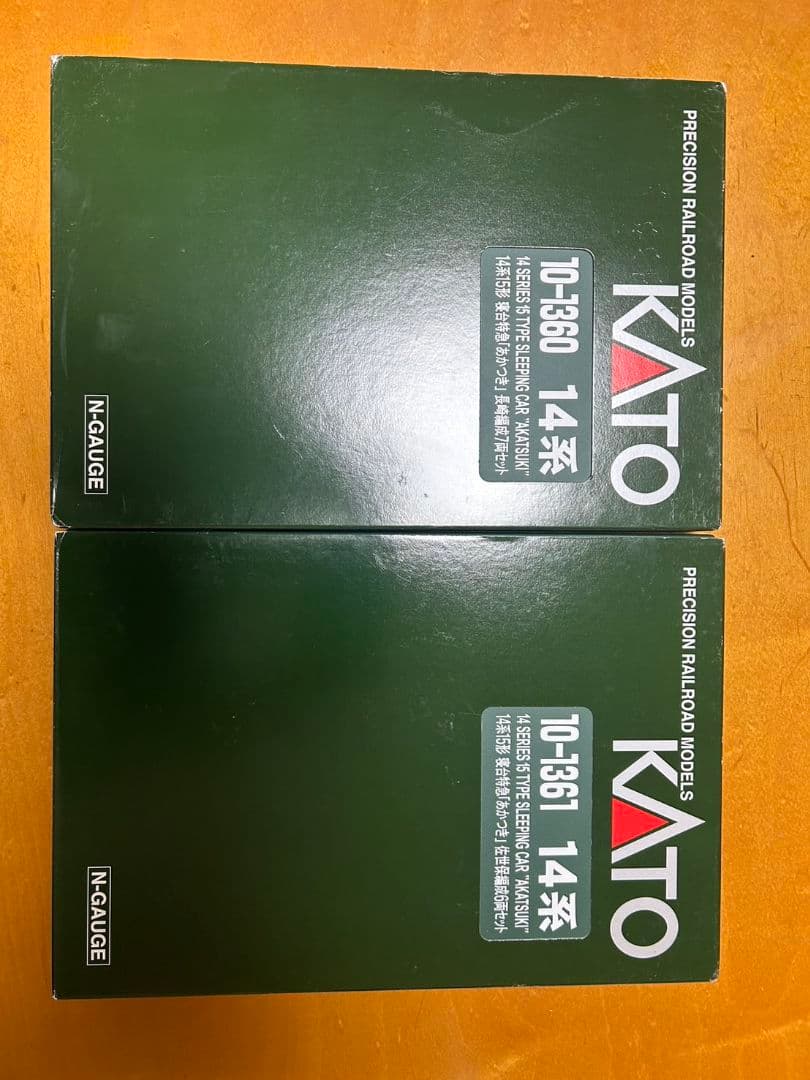 PRECISION RAILROAD MODELS
KATO
10-1360 14系
14 SERIES 15 TYPE SLEEPING CAR "AKATSUKI"
14系15形 寝台特急「あかつき」 長崎編成7両セット
N-GAUGE
PRECISION RAILROAD MODELS
KATO
10-1361 14系
14 SERIES 15 TYPE SLEEPING CAR "AKATSUKI"
14系15形 寝台特急「あかつき」 佐世保編成6両セット
N-GAUGE